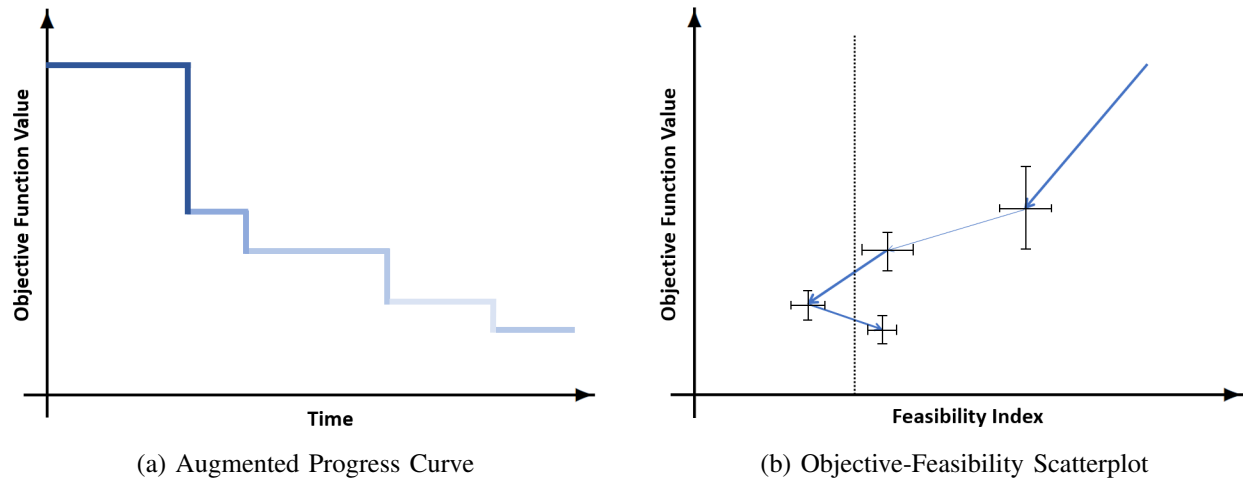 Objective Function Value
Time
(a) Augmented Progress Curve
Objective Function Value
Feasibility Index
(b) Objective-Feasibility Scatterplot